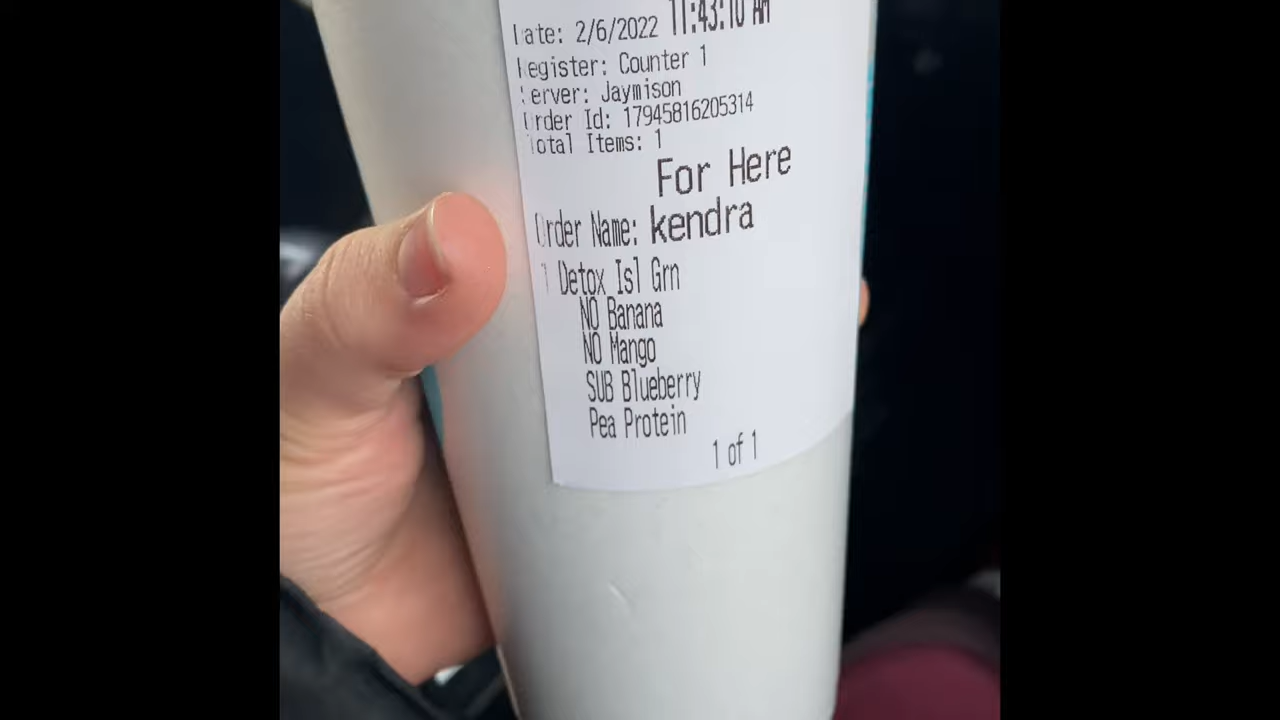 Date: 2/6/2022 11:43:10 AM
Register: Counter 1
Server: Jaymison
Order Id: 17945816205314
Total Items: 1
For Here
Order Name: kendra
1 Detox Isl Grn
NO Banana
NO Mango
SUB Blueberry
Pea Protein
1 of 1